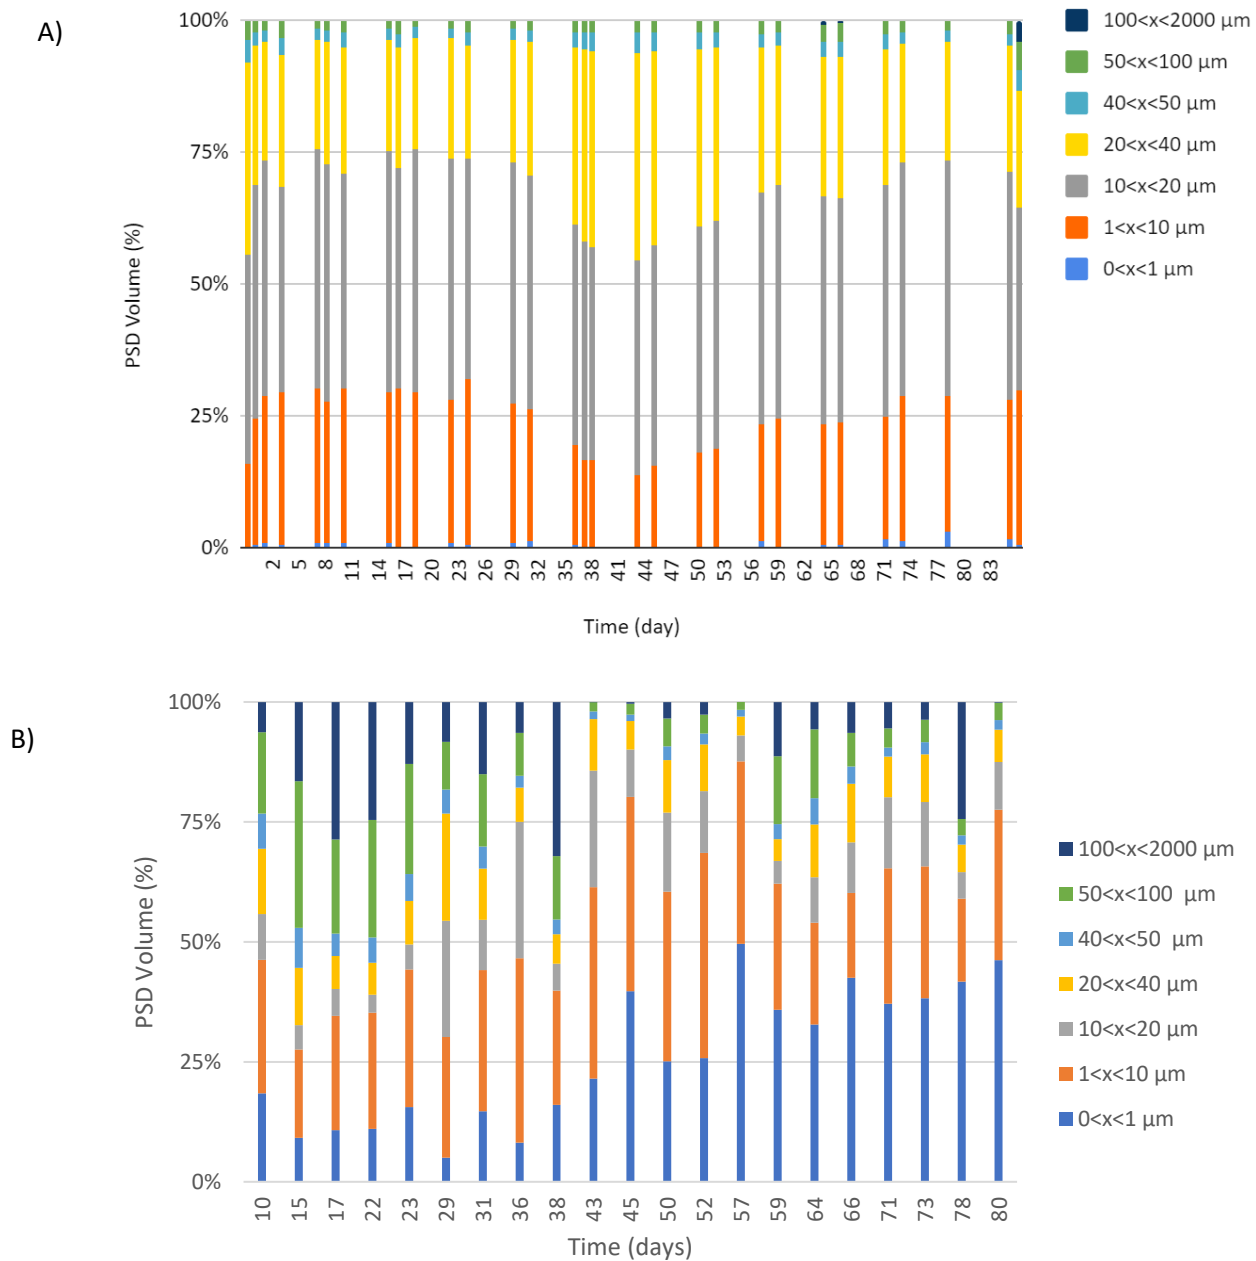 A)
100%
75%
50%
25%
0%
PSD Volume (%)
2 5 8 11 14 17 20 23 26 29 32 35 38 41 44 47 50 53 57 59 62 65 68 71 74 77 80 83
Time (day)
100<x<2000 µm
50<x<100 µm
40<x<50 µm
20<x<40 µm
10<x<20 µm
1<x<10 µm
0<x<1 µm
B)
100%
75%
50%
25%
0%
PSD Volume (%)
10 15 17 22 23 29 31 36 38 43 45 50 52 57 59 64 66 71 73 78 80
Time (days)
100<x<2000 µm
50<x<100 µm
40<x<50 µm
20<x<40 µm
10<x<20 µm
1<x<10 µm
0<x<1 µm